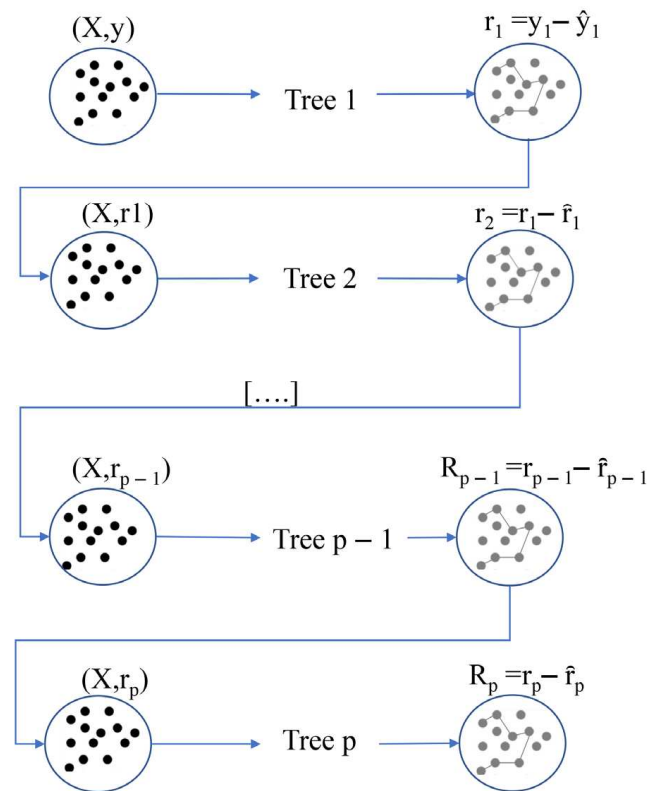 (X,y)
r₁ =y₁– ŷ₁
Tree 1
(X,r1)
r₂ =r₁– r̂₁
Tree 2
[….]
(X,rₚ ₋ ₁)
Rₚ ₋ ₁ =rₚ ₋ ₁– r̂ₚ ₋ ₁
Tree p – 1
(X,rₚ)
Rₚ =rₚ– r̂ₚ
Tree p